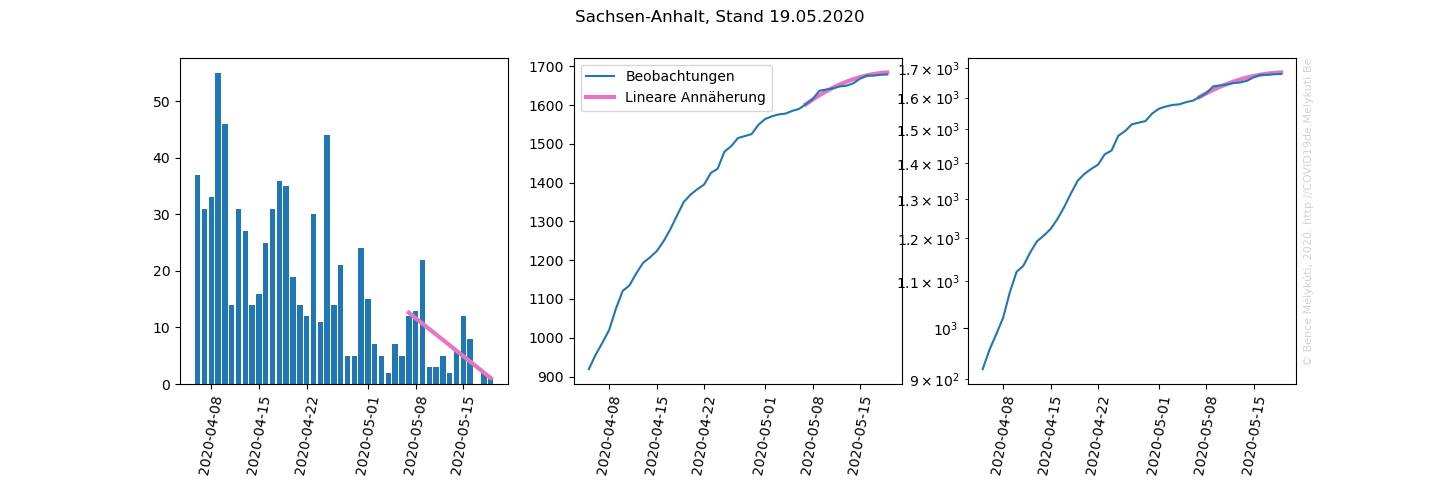 Sachsen-Anhalt, Stand 19.05.2020
50
40
30
20
10
0
2020-04-08
2020-04-15
2020-04-22
2020-05-01
2020-05-08
2020-05-15
1700
1600
1500
1400
1300
1200
1100
1000
900
Beobachtungen
Lineare Annäherung
2020-04-08
2020-04-15
2020-04-22
2020-05-01
2020-05-08
2020-05-15
1.7 × 10³
1.6 × 10³
1.5 × 10³
1.4 × 10³
1.3 × 10³
1.2 × 10³
1.1 × 10³
10³
9 × 10²
2020-04-08
2020-04-15
2020-04-22
2020-05-01
2020-05-08
2020-05-15
© Bence Mélykúti, 2020 http://COVID19de.Melykuti.Be